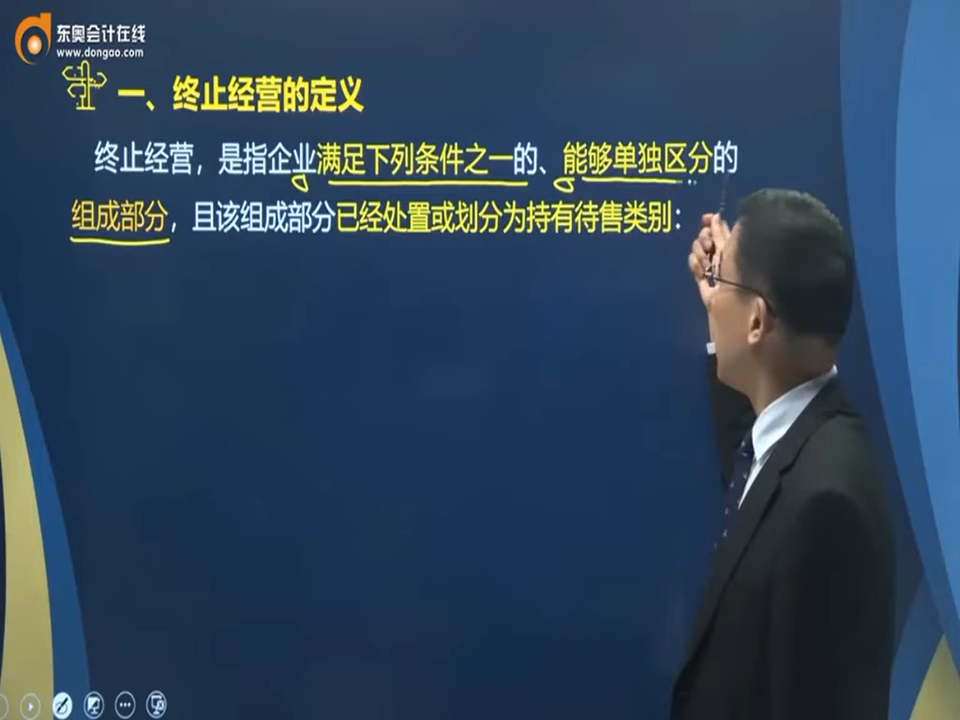 东奥会计在线
www.dongao.com
一、终止经营的定义
终止经营，是指企业满足下列条件之一的、能够单独区分的
组成部分，且该组成部分已经处置或划分为持有待售类别：